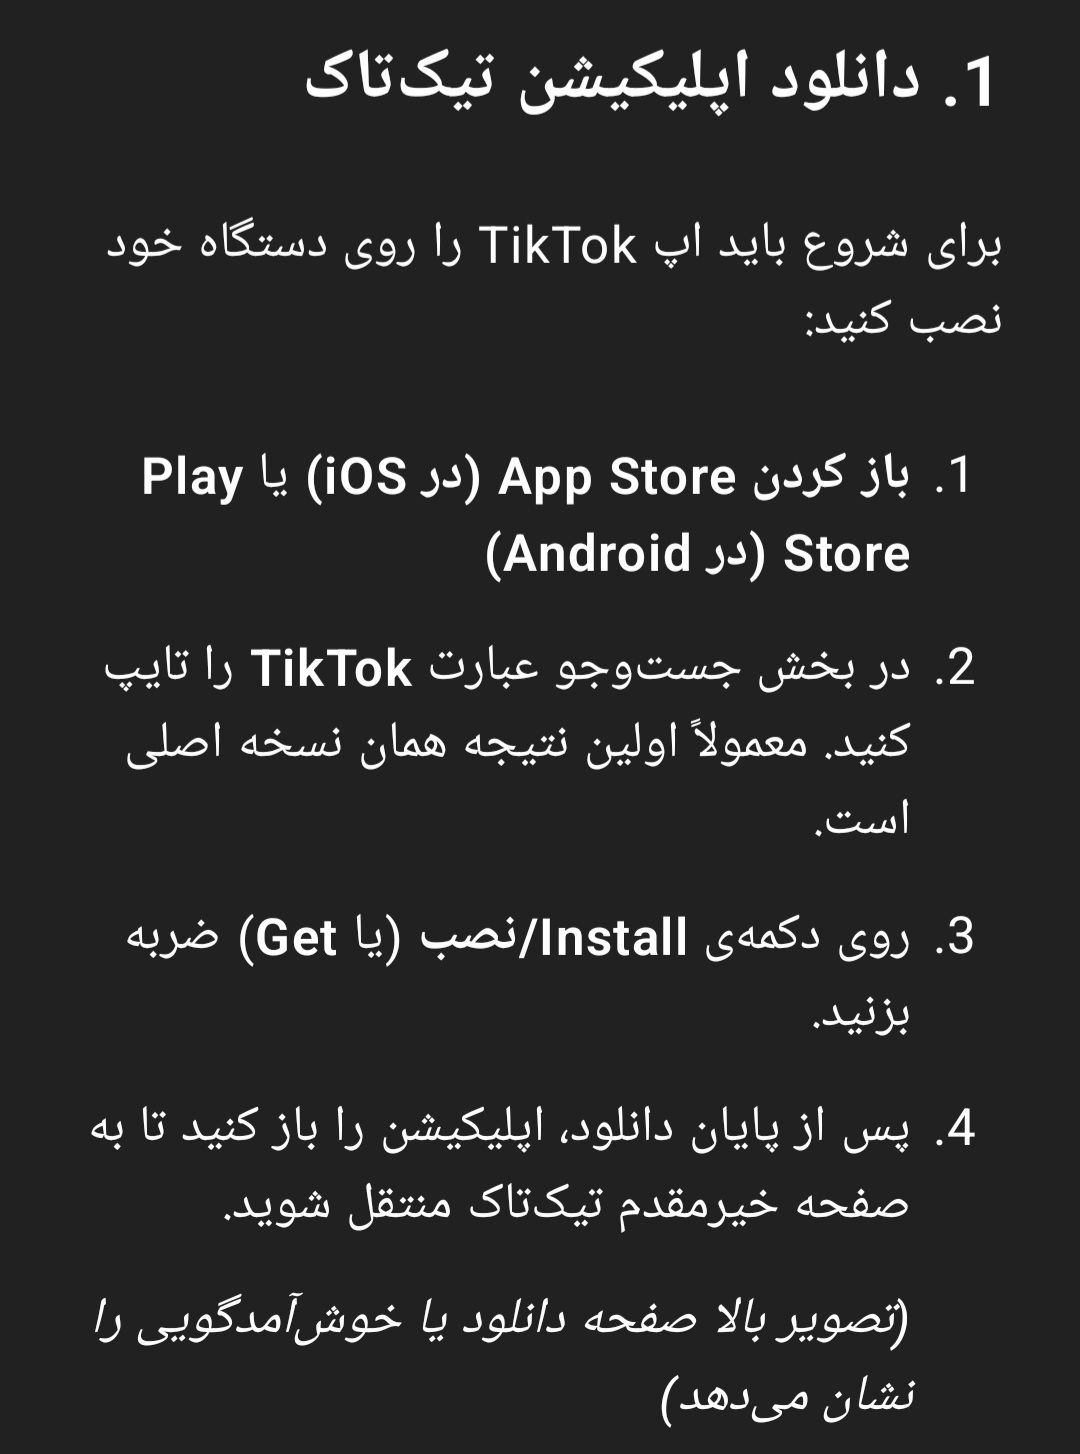 1. دانلود اپلیکیشن تیک‌تاک
برای شروع باید اپ TikTok را روی دستگاه خود
نصب کنید:
1. باز کردن App Store (در iOS) یا Play
Store (در Android)
2. در بخش جست‌وجو عبارت TikTok را تایپ
کنید. معمولاً اولین نتیجه همان نسخه اصلی
است.
3. روی دکمه‌ی Install/نصب (یا Get) ضربه
بزنید.
4. پس از پایان دانلود، اپلیکیشن را باز کنید تا به
صفحه خیرمقدم تیک‌تاک منتقل شوید.
(تصویر بالا صفحه دانلود یا خوش‌آمدگویی را
نشان می‌دهد)